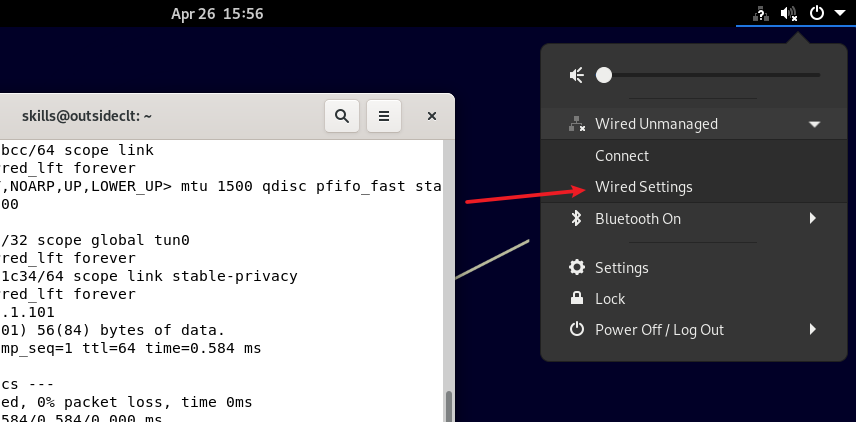 Apr 26 15:56
skills@outsideclt: ~
bcc/64 scope link
red_lft forever
,NOARP,UP,LOWER_UP> mtu 1500 qdisc pfifo_fast sta
00
/32 scope global tun0
red_lft forever
1c34/64 scope link stable-privacy
red_lft forever
.1.101
01) 56(84) bytes of data.
mp_seq=1 ttl=64 time=0.584 ms
cs ---
ed, 0% packet loss, time 0ms
584/0.584/0.000 ms
Wired Unmanaged
Connect
Wired Settings
Bluetooth On
Settings
Lock
Power Off / Log Out